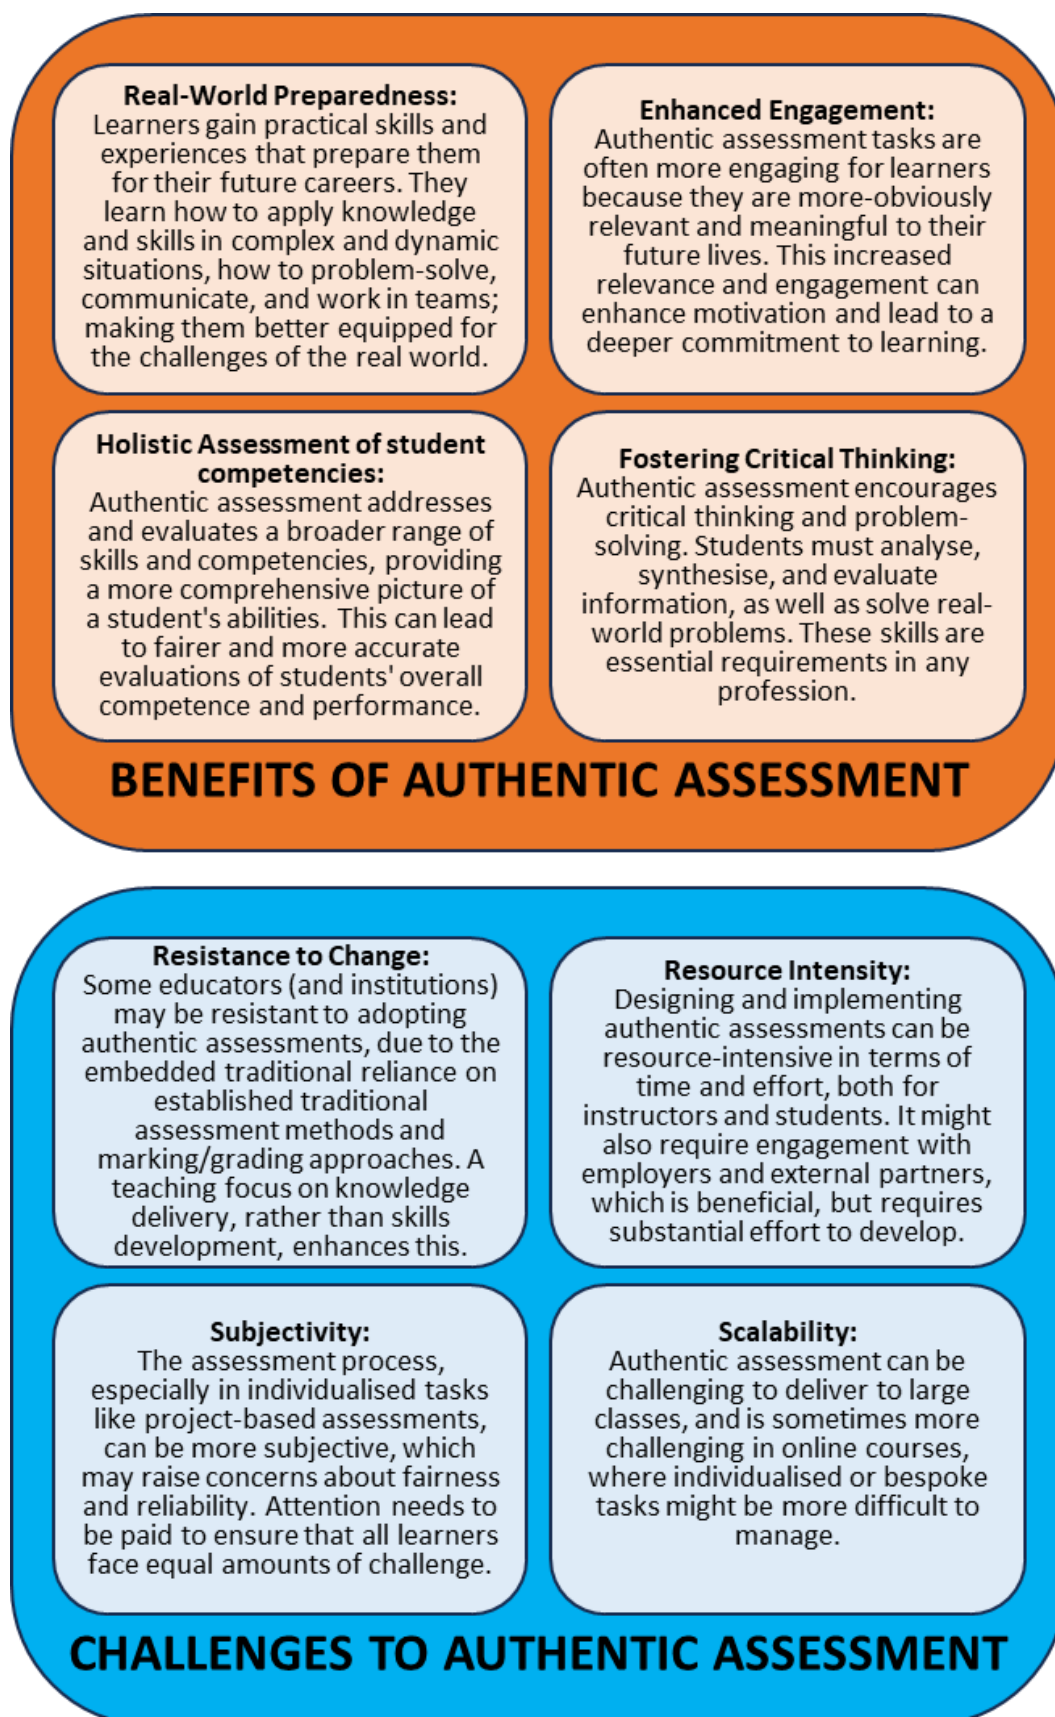 Real-World Preparedness:
Learners gain practical skills and
experiences that prepare them
for their future careers. They
learn how to apply knowledge
and skills in complex and dynamic
situations, how to problem-solve,
communicate, and work in teams;
making them better equipped for
the challenges of the real world.
Enhanced Engagement:
Authentic assessment tasks are
often more engaging for learners
because they are more-obviously
relevant and meaningful to their
future lives. This increased
relevance and engagement can
enhance motivation and lead to a
deeper commitment to learning.
Holistic Assessment of student
competencies:
Authentic assessment addresses
and evaluates a broader range of
skills and competencies, providing
a more comprehensive picture of
a student's abilities. This can lead
to fairer and more accurate
evaluations of students' overall
competence and performance.
Fostering Critical Thinking:
Authentic assessment encourages
critical thinking and problem-
solving. Students must analyse,
synthesise, and evaluate
information, as well as solve real-
world problems. These skills are
essential requirements in any
profession.
BENEFITS OF AUTHENTIC ASSESSMENT
Resistance to Change:
Some educators (and institutions)
may be resistant to adopting
authentic assessments, due to the
embedded traditional reliance on
established traditional
assessment methods and
marking/grading approaches. A
teaching focus on knowledge
delivery, rather than skills
development, enhances this.
Resource Intensity:
Designing and implementing
authentic assessments can be
resource-intensive in terms of
time and effort, both for
instructors and students. It might
also require engagement with
employers and external partners,
which is beneficial, but requires
substantial effort to develop.
Subjectivity:
The assessment process,
especially in individualised tasks
like project-based assessments,
can be more subjective, which
may raise concerns about fairness
and reliability. Attention needs to
be paid to ensure that all learners
face equal amounts of challenge.
Scalability:
Authentic assessment can be
challenging to deliver to large
classes, and is sometimes more
challenging in online courses,
where individualised or bespoke
tasks might be more difficult to
manage.
CHALLENGES TO AUTHENTIC ASSESSMENT